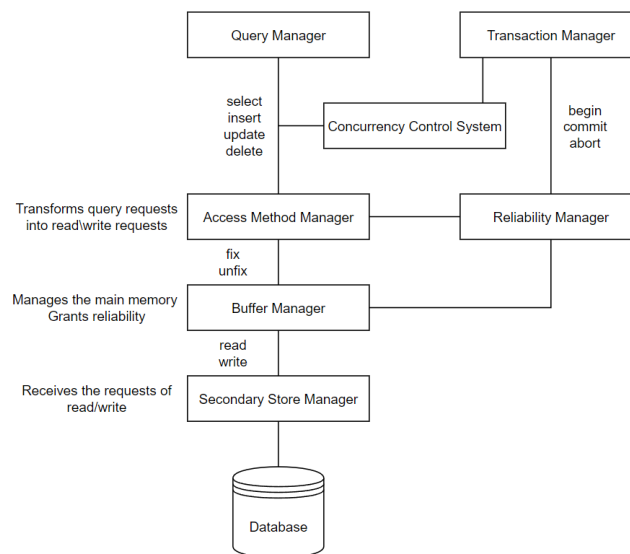 Query Manager
Transaction Manager
select
insert
update
delete
Concurrency Control System
begin
commit
abort
Transforms query requests
into read\write requests
Access Method Manager
Reliability Manager
fix
unfix
Manages the main memory
Grants reliability
Buffer Manager
read
write
Receives the requests of
read/write
Secondary Store Manager
Database